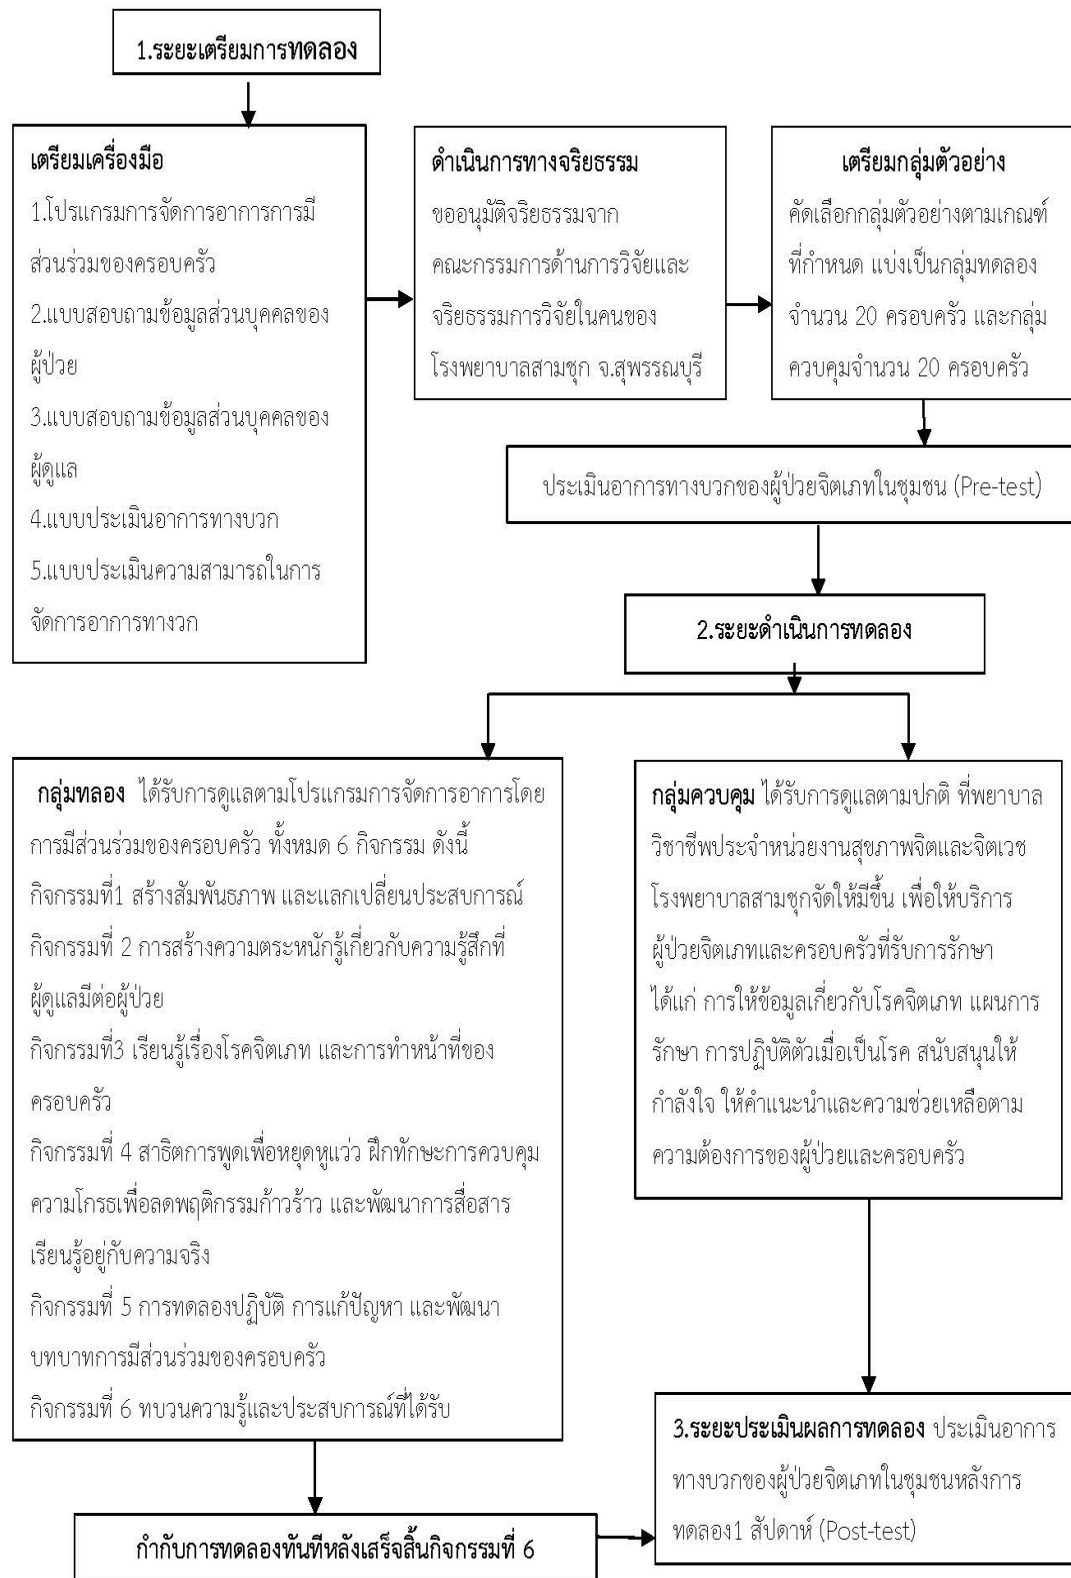 1.ระยะเตรียมการทดลอง
เตรียมเครื่องมือ
1.โปรแกรมการจัดการอาการการมี
ส่วนร่วมของครอบครัว
2.แบบสอบถามข้อมูลส่วนบุคคลของ
ผู้ป่วย
3.แบบสอบถามข้อมูลส่วนบุคคลของ
ผู้ดูแล
4.แบบประเมินอาการทางบวก
5.แบบประเมินความสามารถในการ
จัดการอาการทางวก
ดำเนินการทางจริยธรรม
ขออนุมัติจริยธรรมจาก
คณะกรรมการด้านการวิจัยและ
จริยธรรมการวิจัยในคนของ
โรงพยาบาลสามชุก จ.สุพรรณบุรี
เตรียมกลุ่มตัวอย่าง
คัดเลือกกลุ่มตัวอย่างตามเกณฑ์
ที่กำหนด แบ่งเป็นกลุ่มทดลอง
จำนวน 20 ครอบครัว และกลุ่ม
ควบคุมจำนวน 20 ครอบครัว
ประเมินอาการทางบวกของผู้ป่วยจิตเภทในชุมชน (Pre-test)
2.ระยะดำเนินการทดลอง
กลุ่มทลอง ได้รับการดูแลตามโปรแกรมการจัดการอาการโดย
การมีส่วนร่วมของครอบครัว ทั้งหมด 6 กิจกรรม ดังนี้
กิจกรรมที่1 สร้างสัมพันธภาพ และแลกเปลี่ยนประสบการณ์
กิจกรรมที่ 2 การสร้างความตระหนักรู้เกี่ยวกับความรู้สึกที่
ผู้ดูแลมีต่อผู้ป่วย
กิจกรรมที่3 เรียนรู้เรื่องโรคจิตเภท และการทำหน้าที่ของ
ครอบครัว
กิจกรรมที่ 4 สาธิตการพูดเพื่อหยุดหูแว่ว ฝึกทักษะการควบคุม
ความโกรธเพื่อลดพฤติกรรมก้าวร้าว และพัฒนาการสื่อสาร
เรียนรู้อยู่กับความจริง
กิจกรรมที่ 5 การทดลองปฏิบัติ การแก้ปัญหา และพัฒนา
บทบาทการมีส่วนร่วมของครอบครัว
กิจกรรมที่ 6 ทบวนความรู้และประสบการณ์ที่ได้รับ
กลุ่มควบคุม ได้รับการดูแลตามปกติ ที่พยาบาล
วิชาชีพประจำหน่วยงานสุขภาพจิตและจิตเวช
โรงพยาบาลสามชุกจัดให้มีขึ้น เพื่อให้บริการ
ผู้ป่วยจิตเภทและครอบครัวที่รับการรักษา
ได้แก่ การให้ข้อมูลเกี่ยวกับโรคจิตเภท แผนการ
รักษา การปฏิบัติตัวเมื่อเป็นโรค สนับสนุนให้
กำลังใจ ให้คำแนะนำและความช่วยเหลือตาม
ความต้องการของผู้ป่วยและครอบครัว
3.ระยะประเมินผลการทดลอง ประเมินอาการ
ทางบวกของผู้ป่วยจิตเภทในชุมชนหลังการ
ทดลอง1 สัปดาห์ (Post-test)
กำกับการทดลองทันทีหลังเสร็จสิ้นกิจกรรมที่ 6